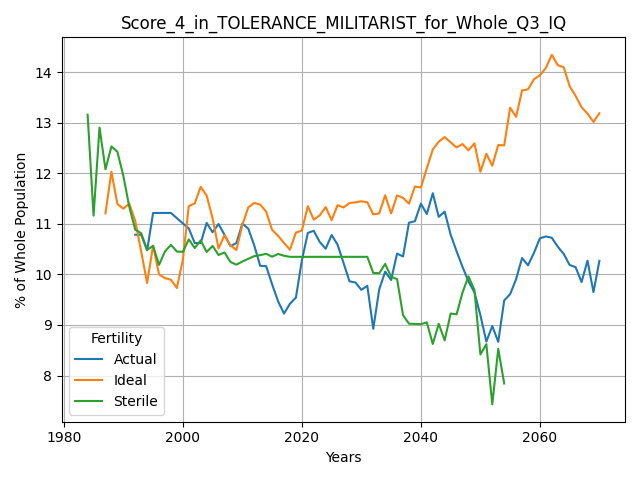 Score_4_in_TOLERANCE_MILITARIST_for_Whole_Q3_IQ
% of Whole Population
14
13
12
11
10
9
8
Fertility
Actual
Ideal
Sterile
1980
2000
2020
2040
2060
Years